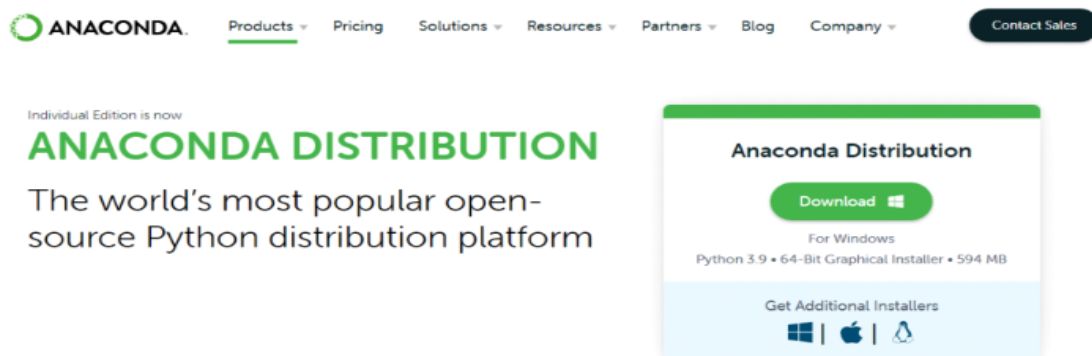 ANACONDA.
Products Pricing Solutions Resources Partners Blog Company Contact Sales
Individual Edition is now
ANACONDA DISTRIBUTION
The world's most popular open-
source Python distribution platform
Anaconda Distribution
Download
For Windows
Python 3.9 • 64-Bit Graphical Installer • 594 MB
Get Additional Installers
| |